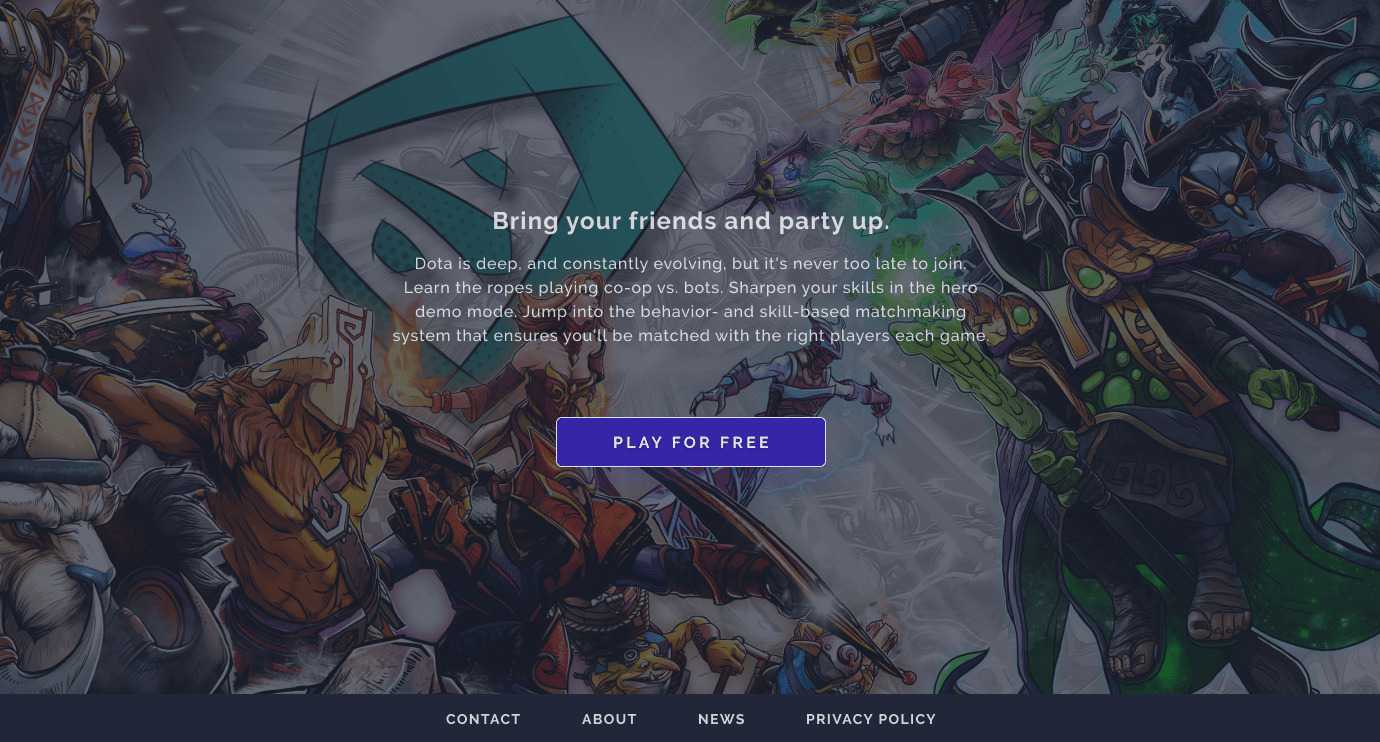 Bring your friends and party up.
Dota is deep, and constantly evolving, but it's never too late to join.
Learn the ropes playing co-op vs. bots. Sharpen your skills in the hero
demo mode. Jump into the behavior- and skill-based matchmaking
system that ensures you'll be matched with the right players each game.
PLAY FOR FREE
CONTACT ABOUT NEWS PRIVACY POLICY